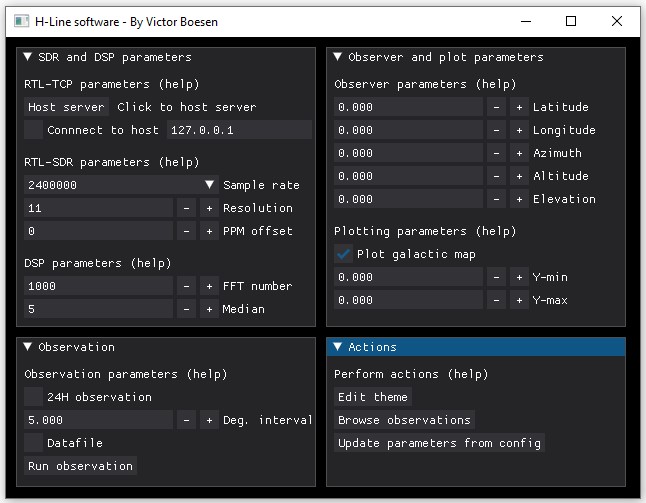 H-Line software - By Victor Boesen
SDR and DSP parameters
RTL-TCP parameters (help)
Host server Click to host server
Connnect to host 127.0.0.1
RTL-SDR parameters (help)
2400000 Sample rate
11 - + Resolution
0 - + PPM offset
DSP parameters (help)
1000 - + FFT number
5 - + Median
Observer and plot parameters
Observer parameters (help)
0.000 - + Latitude
0.000 - + Longitude
0.000 - + Azimuth
0.000 - + Altitude
0.000 - + Elevation
Plotting parameters (help)
Plot galactic map
0.000 - + Y-min
0.000 - + Y-max
Observation
Observation parameters (help)
24H observation
5.000 - + Deg. interval
Datafile
Run observation
Actions
Perform actions (help)
Edit theme
Browse observations
Update parameters from config